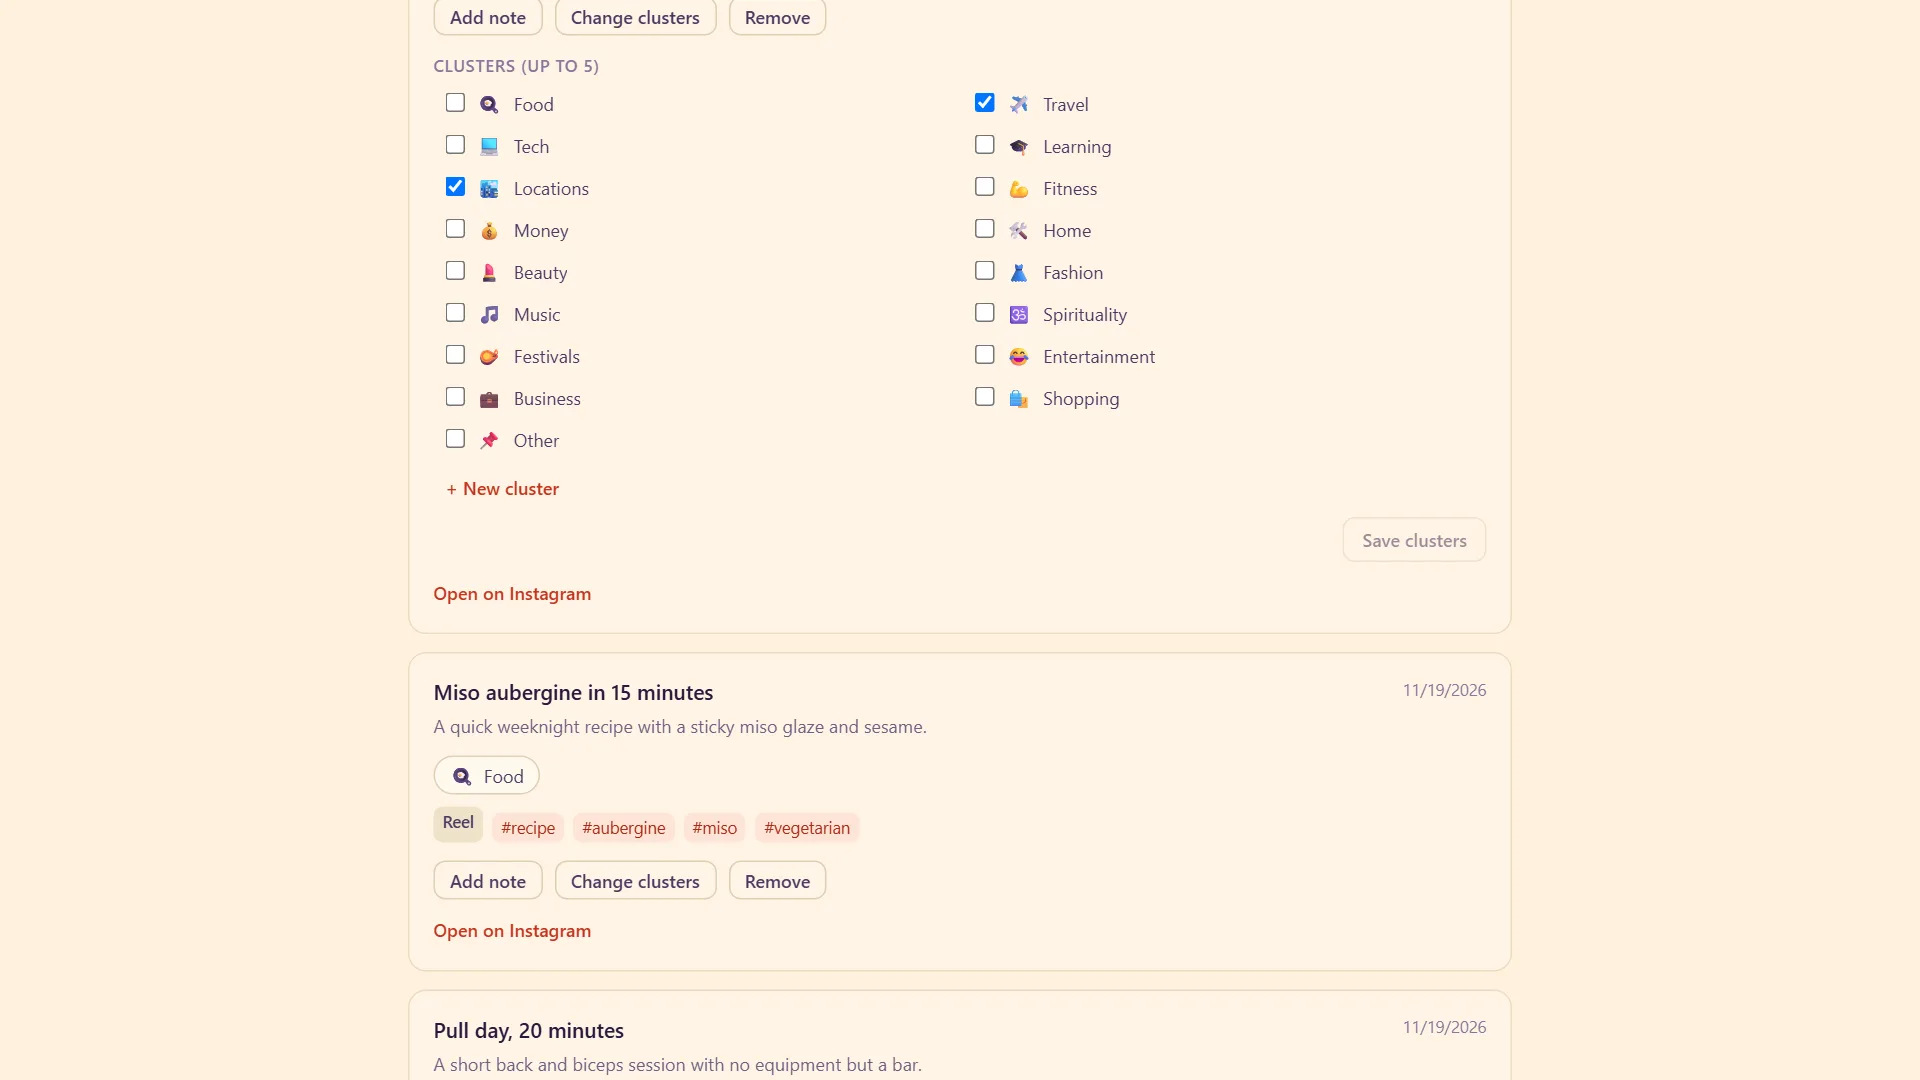 Add note Change clusters Remove
CLUSTERS (UP TO 5)
Food Travel
Tech Learning
Locations Fitness
Money Home
Beauty Fashion
Music Spirituality
Festivals Entertainment
Business Shopping
Other
+ New cluster
Save clusters
Open on Instagram
Miso aubergine in 15 minutes 11/19/2026
A quick weeknight recipe with a sticky miso glaze and sesame.
Food
Reel #recipe #aubergine #miso #vegetarian
Add note Change clusters Remove
Open on Instagram
Pull day, 20 minutes 11/19/2026
A short back and biceps session with no equipment but a bar.